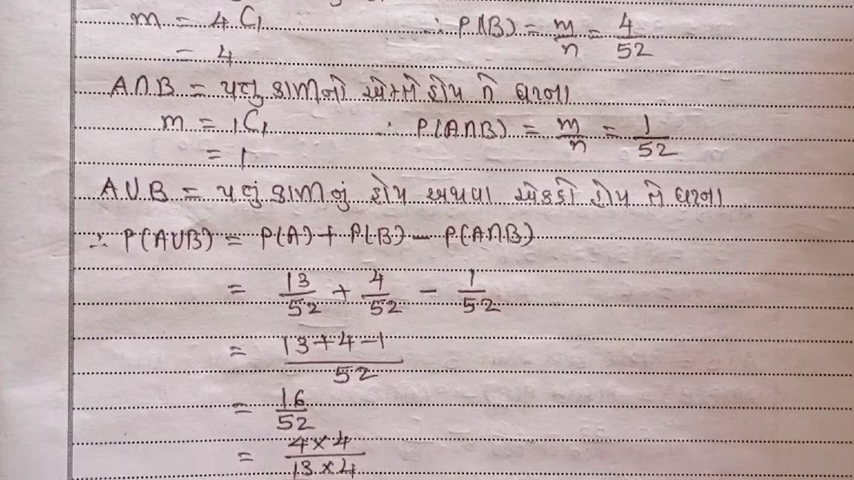 m = 4C₁ ∴ P(B) = m/n = 4/52
= 4
A∩B = પત્તું કાળીનો એક્કો હોય તે ઘટના
m = 1C₁ ∴ P(A∩B) = m/n = 1/52
= 1
A∪B = પત્તું કાળીનું હોય અથવા એક્કો હોય તે ઘટના
∴ P(A∪B) = P(A) + P(B) - P(A∩B)
= 13/52 + 4/52 - 1/52
= 13+4-1/52
= 16/52
= 4×4/13×4